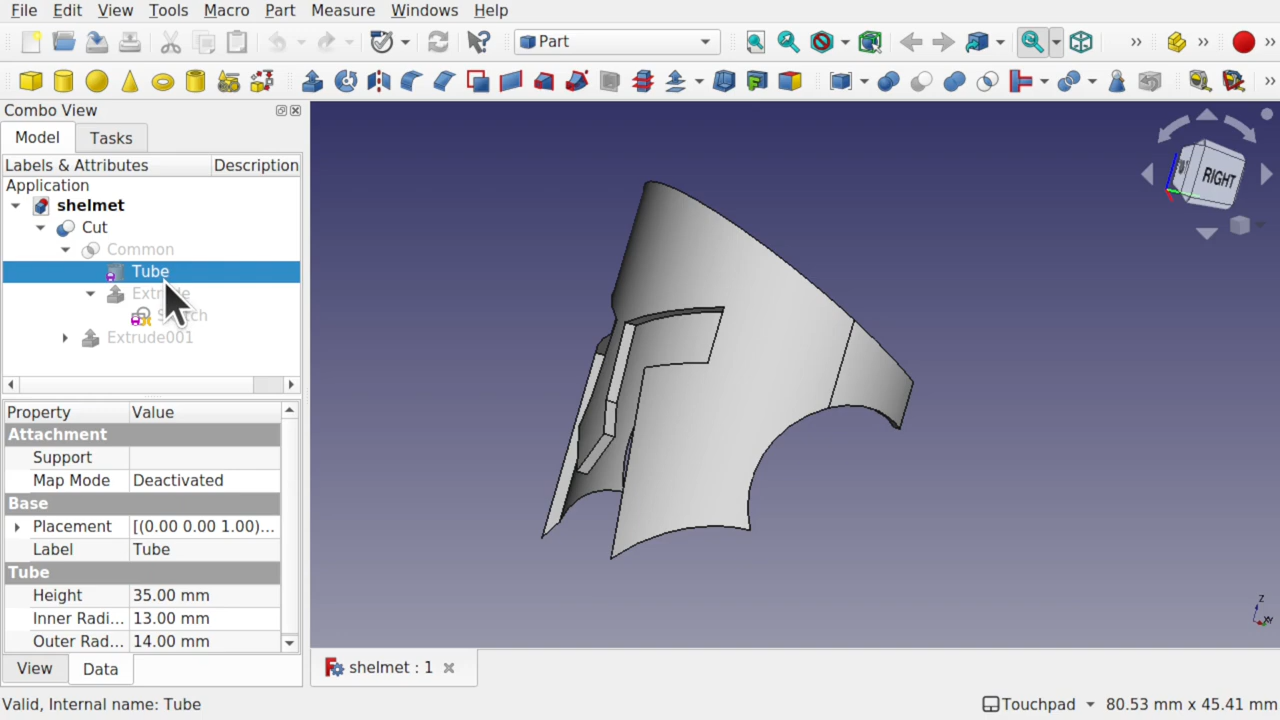 File Edit View Tools Macro Part Measure Windows Help
Part
Combo View
Model Tasks
Labels & Attributes Description
Application
shelmet
Cut
Common
Tube
Sketch
Extrude001
Property Value
Attachment
Support
Map Mode Deactivated
Base
Placement [(0.00 0.00 1.00)...
Label Tube
Tube
Height 35.00 mm
Inner Radi... 13.00 mm
Outer Rad... 14.00 mm
View Data
RIGHT
Z
XY
shelmet : 1
Valid, Internal name: Tube
Touchpad 80.53 mm x 45.41 mm